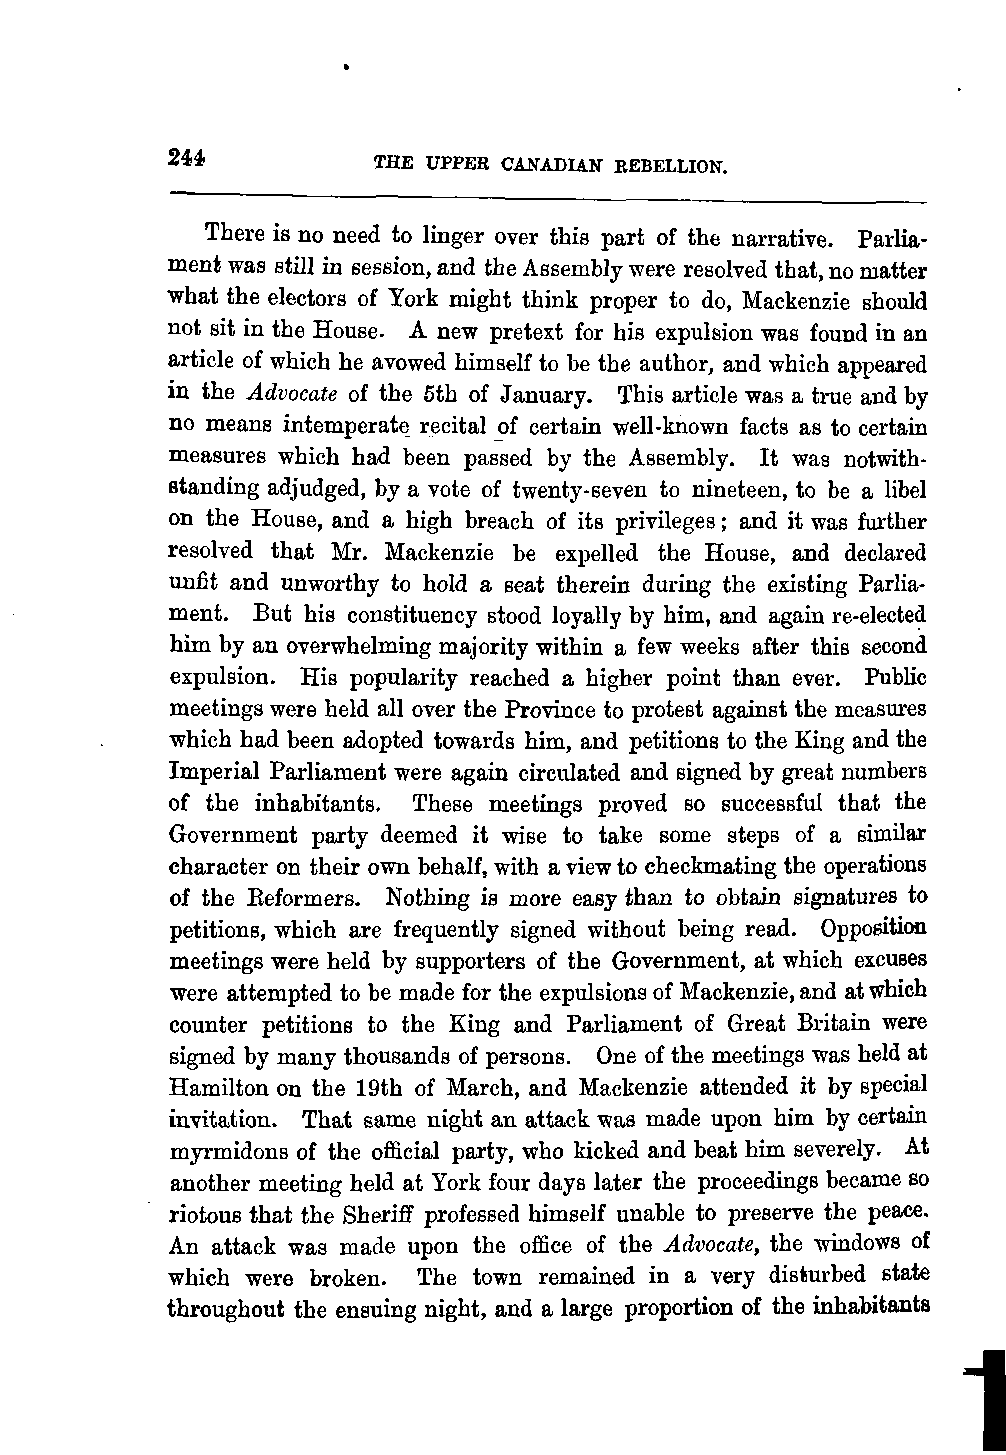 244 THE UPPER CANADIAN REBELLION.
There is no need to linger over this part of the narrative. Parlia-
ment was still in session, and the Assembly were resolved that, no matter
what the electors of York might think proper to do, Mackenzie should
not sit in the House. A new pretext for his expulsion was found in an
article of which he avowed himself to be the author, and which appeared
in the Advocate of the 5th of January. This article was a true and by
no means intemperate recital of certain well-known facts as to certain
measures which had been passed by the Assembly. It was notwith-
standing adjudged, by a vote of twenty-seven to nineteen, to be a libel
on the House, and a high breach of its privileges; and it was further
resolved that Mr. Mackenzie be expelled the House, and declared
unfit and unworthy to hold a seat therein during the existing Parlia-
ment. But his constituency stood loyally by him, and again re-elected
him by an overwhelming majority within a few weeks after this second
expulsion. His popularity reached a higher point than ever. Public
meetings were held all over the Province to protest against the measures
which had been adopted towards him, and petitions to the King and the
Imperial Parliament were again circulated and signed by great numbers
of the inhabitants. These meetings proved so successful that the
Government party deemed it wise to take some steps of a similar
character on their own behalf, with a view to checkmating the operations
of the Reformers. Nothing is more easy than to obtain signatures to
petitions, which are frequently signed without being read. Opposition
meetings were held by supporters of the Government, at which excuses
were attempted to be made for the expulsions of Mackenzie, and at which
counter petitions to the King and Parliament of Great Britain were
signed by many thousands of persons. One of the meetings was held at
Hamilton on the 19th of March, and Mackenzie attended it by special
invitation. That same night an attack was made upon him by certain
myrmidons of the official party, who kicked and beat him severely. At
another meeting held at York four days later the proceedings became so
riotous that the Sheriff professed himself unable to preserve the peace.
An attack was made upon the office of the Advocate, the windows of
which were broken. The town remained in a very disturbed state
throughout the ensuing night, and a large proportion of the inhabitants